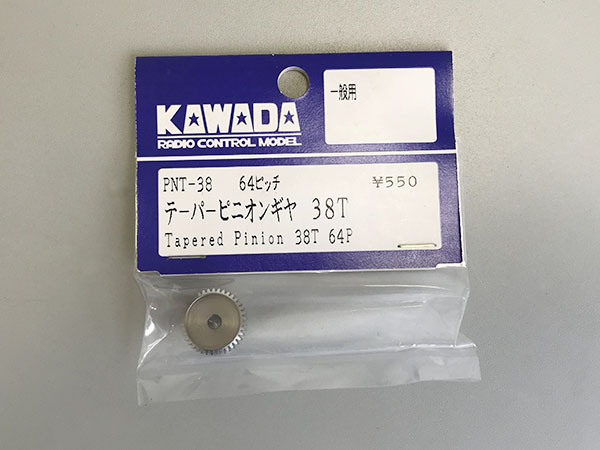 一般用
KAWADA
RADIO CONTROL MODEL
PNT-38 64ピッチ ¥550
テーパーピニオンギヤ 38T
Tapered Pinion 38T 64P